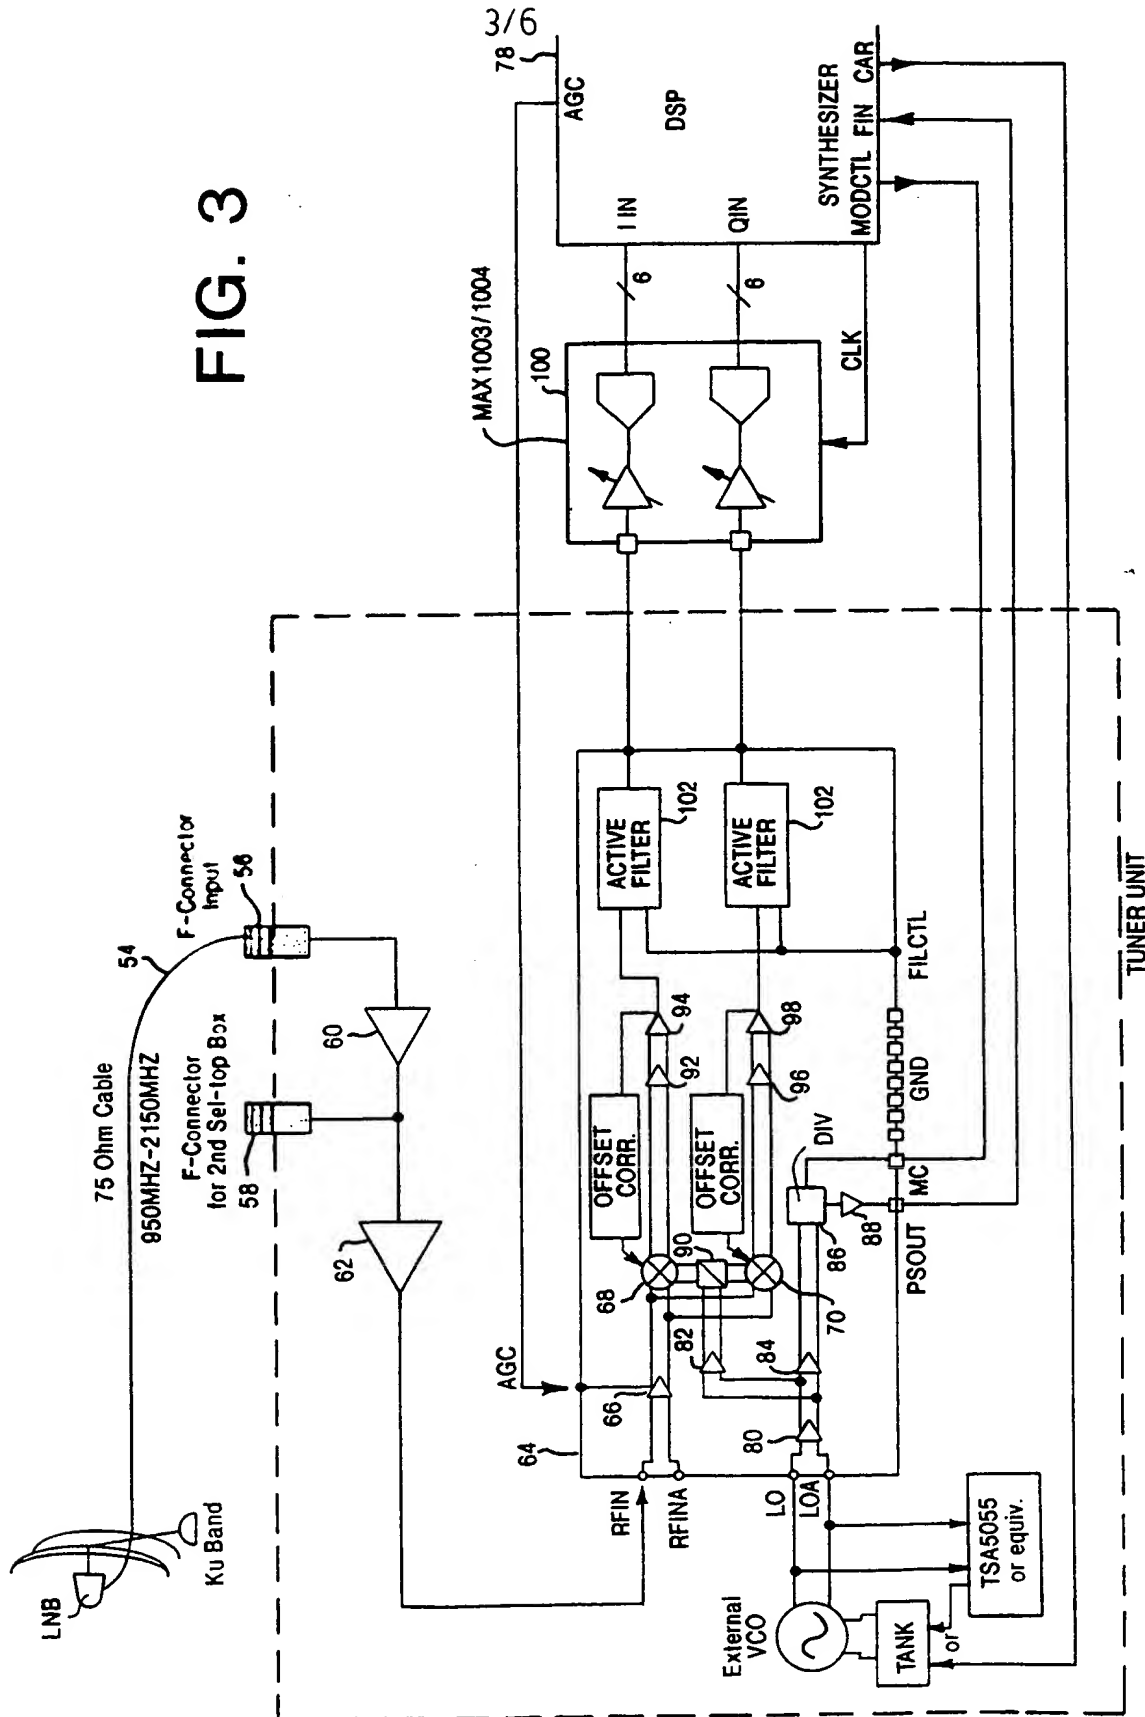 3/6
FIG. 3
LNB
Ku Band
75 Ohm Cable
950MHZ-2150MHZ
54
F-Connector
Input
56
F-Connector
for 2nd Sel-top Box
58
60
62
AGC
64
66
RFIN
RFINA
LO
LOA
External
VCO
TANK
or
TSA5055
or equiv.
68
70
80
82
84
86
88
90
OFFSET
CORR.
OFFSET
CORR.
92
94
96
98
DIV
PSOUT
MC
GND
FILCTL
ACTIVE
FILTER
102
ACTIVE
FILTER
102
TUNER UNIT
MAX1003/1004
100
6
6
CLK
78
AGC
DSP
I IN
QIN
SYNTHESIZER
MODCTL FIN CAR